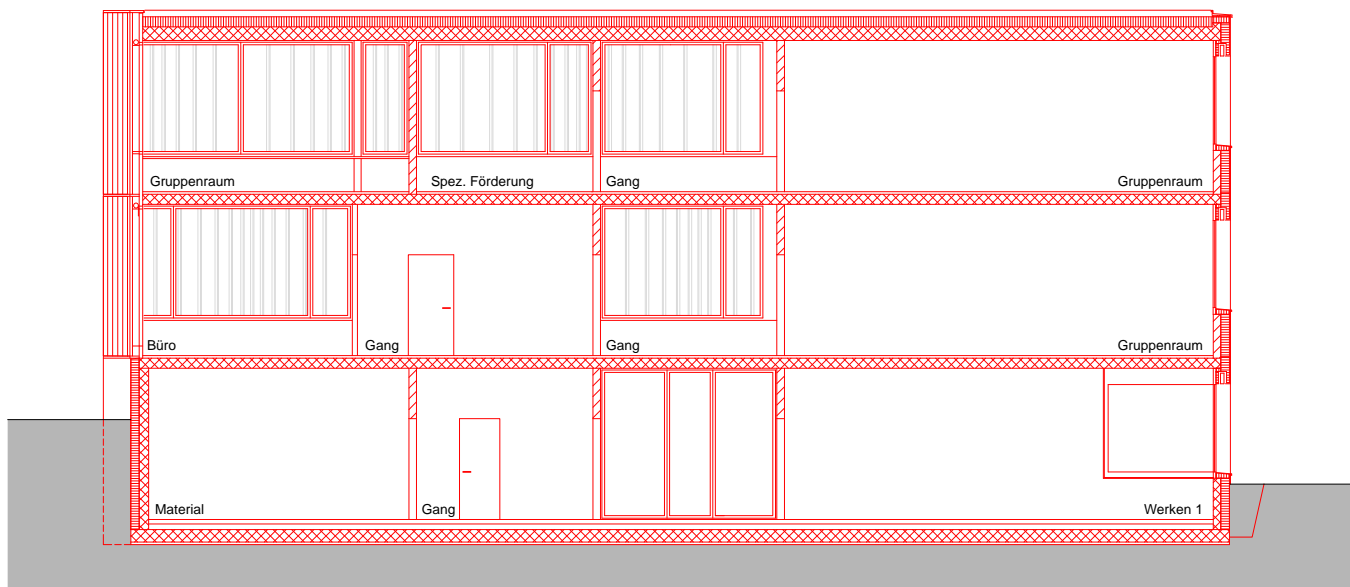 Gruppenraum
Spez. Förderung
Gang
Gruppenraum
Büro
Gang
Gang
Gruppenraum
Material
Gang
Werken 1